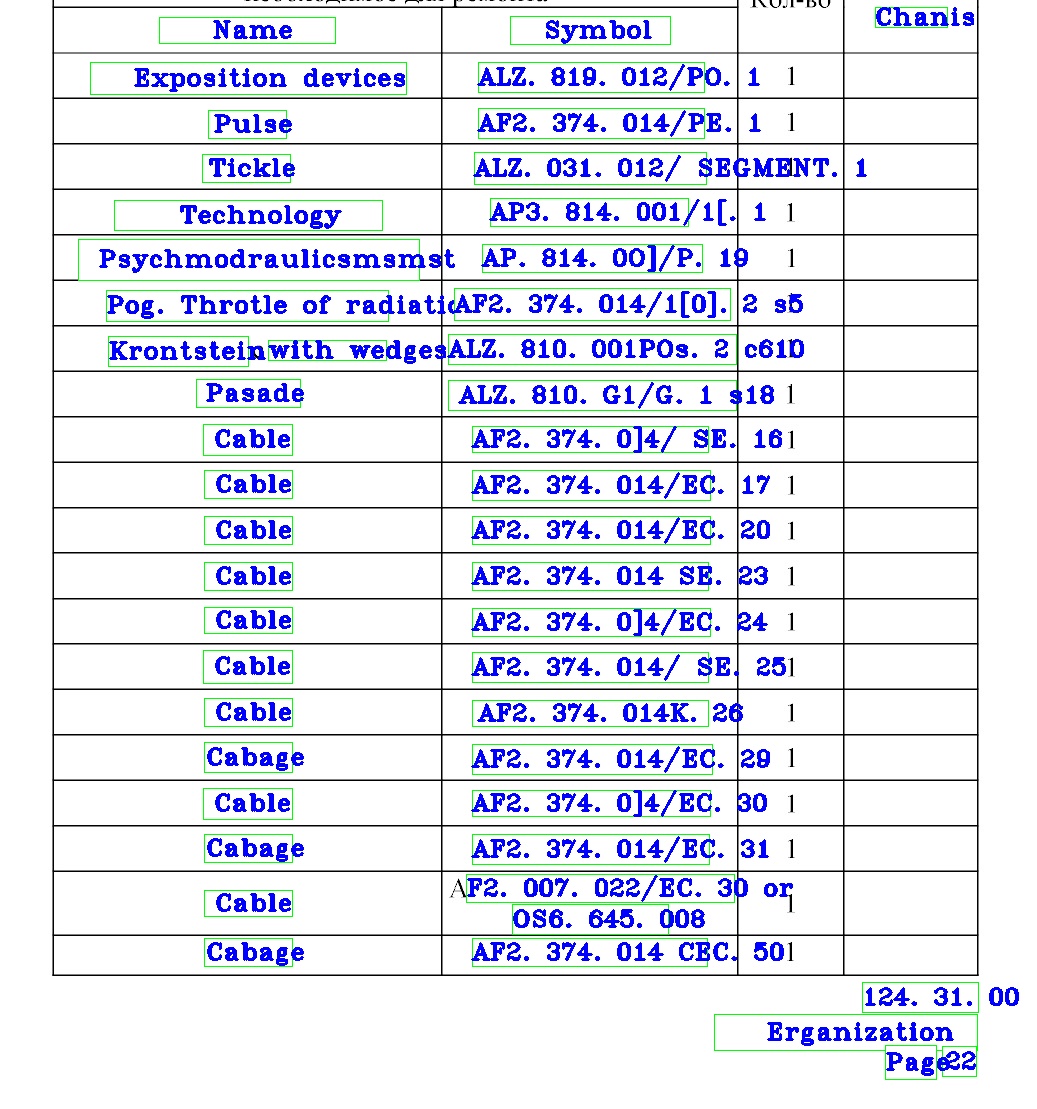 необходимое для ремонта Кол-во Chanis
Name Symbol
Exposition devices ALZ. 819. 012/PO. 1 1
Pulse AF2. 374. 014/PE. 1 1
Tickle ALZ. 031. 012/ SEGMENT. 1
Technology AP3. 814. 001/1[. 1 1
Psychmodraulicsmsmst AP. 814. 00]/P. 19 1
Pog. Throtle of radiatic AF2. 374. 014/1[0]. 2 s5
Krontstein with wedges ALZ. 810. 001POs. 2 c610
Pasade ALZ. 810. G1/G. 1 s18 1
Cable AF2. 374. 0]4/ SE. 16 1
Cable AF2. 374. 014/EC. 17 1
Cable AF2. 374. 014/EC. 20 1
Cable AF2. 374. 014 SE. 23 1
Cable AF2. 374. 0]4/EC. 24 1
Cable AF2. 374. 014/ SE. 25 1
Cable AF2. 374. 014K. 26 1
Cabage AF2. 374. 014/EC. 29 1
Cable AF2. 374. 0]4/EC. 30 1
Cabage AF2. 374. 014/EC. 31 1
Cable AF2. 007. 022/EC. 30 or 1
OS6. 645. 008
Cabage AF2. 374. 014 CEC. 50 1
124. 31. 00
Erganization
Page 22